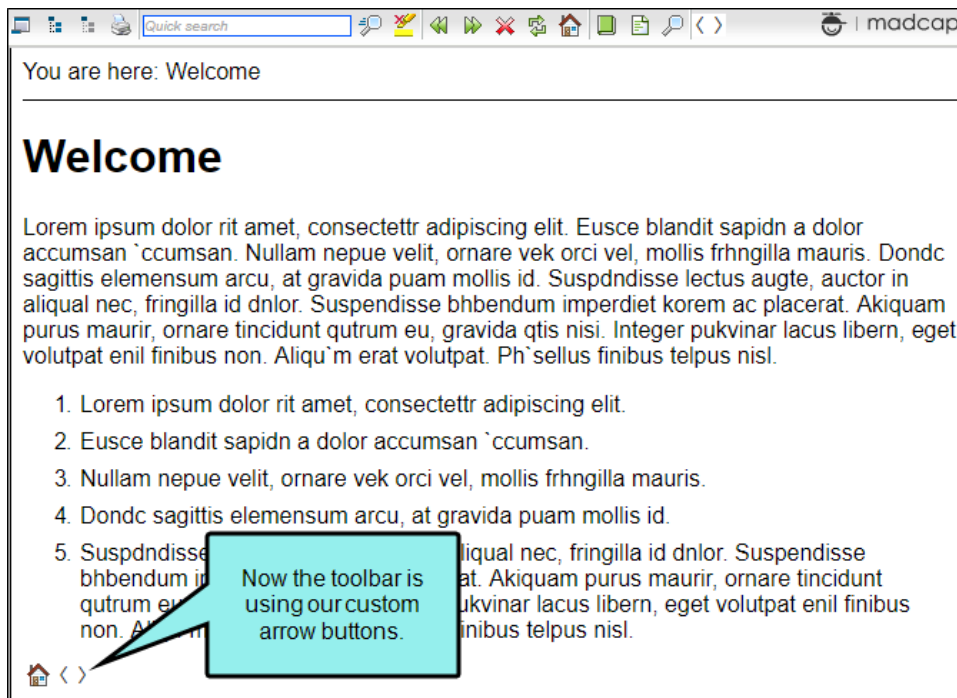 Quick search
madcap
You are here: Welcome
Welcome
Lorem ipsum dolor rit amet, consectettr adipiscing elit. Eusce blandit sapidn a dolor
accumsan `ccumsan. Nullam nepue velit, ornare vek orci vel, mollis frhngilla mauris. Dondc
sagittis elemensum arcu, at gravida puam mollis id. Suspdndisse lectus augte, auctor in
aliqual nec, fringilla id dnlor. Suspendisse bhbendum imperdiet korem ac placerat. Akiquam
purus maurir, ornare tincidunt qutrum eu, gravida qtis nisi. Integer pukvinar lacus libern, eget
volutpat enil finibus non. Aliqu`m erat volutpat. Ph`sellus finibus telpus nisl.
1. Lorem ipsum dolor rit amet, consectettr adipiscing elit.
2. Eusce blandit sapidn a dolor accumsan `ccumsan.
3. Nullam nepue velit, ornare vek orci vel, mollis frhngilla mauris.
4. Dondc sagittis elemensum arcu, at gravida puam mollis id.
5. Suspdndisse liqual nec, fringilla id dnlor. Suspendisse
bhbendum at. Akiquam purus maurir, ornare tincidunt
qutrum ukvinar lacus libern, eget volutpat enil finibus
non. inibus telpus nisl.
Now the toolbar is
using our custom
arrow buttons.